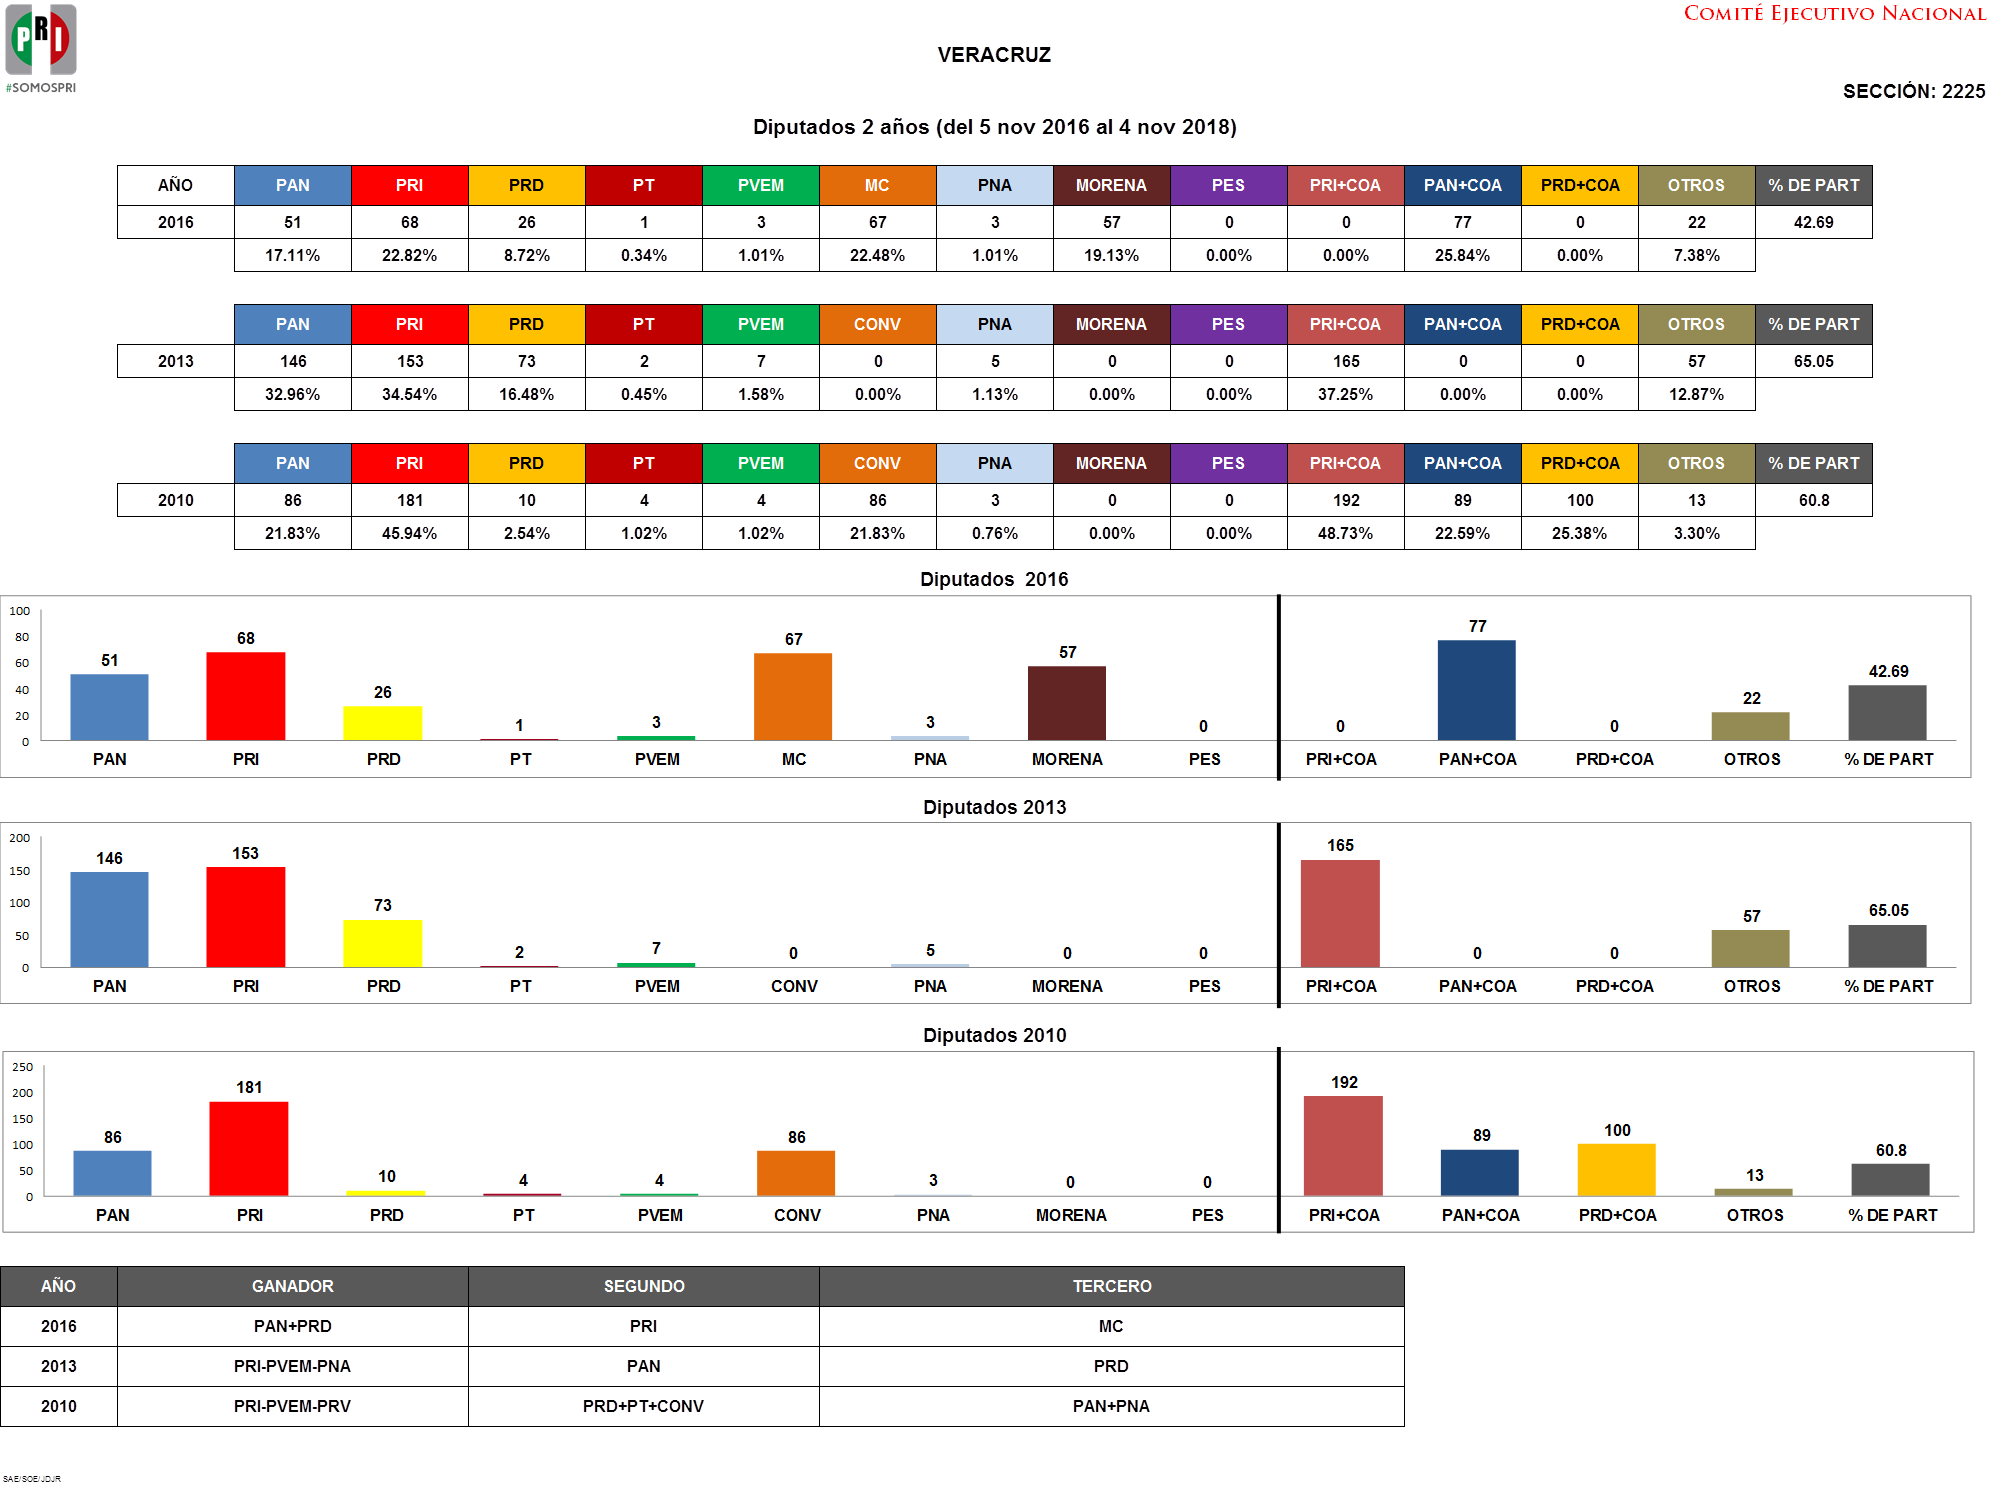 PRI
#SOMOSPRI
COMITÉ EJECUTIVO NACIONAL
VERACRUZ
SECCIÓN: 2225
Diputados 2 años (del 5 nov 2016 al 4 nov 2018)
AÑO PAN PRI PRD PT PVEM MC PNA MORENA PES PRI+COA PAN+COA PRD+COA OTROS % DE PART
2016 51 68 26 1 3 67 3 57 0 0 77 0 22 42.69
17.11% 22.82% 8.72% 0.34% 1.01% 22.48% 1.01% 19.13% 0.00% 0.00% 25.84% 0.00% 7.38%
PAN PRI PRD PT PVEM CONV PNA MORENA PES PRI+COA PAN+COA PRD+COA OTROS % DE PART
2013 146 153 73 2 7 0 5 0 0 165 0 0 57 65.05
32.96% 34.54% 16.48% 0.45% 1.58% 0.00% 1.13% 0.00% 0.00% 37.25% 0.00% 0.00% 12.87%
PAN PRI PRD PT PVEM CONV PNA MORENA PES PRI+COA PAN+COA PRD+COA OTROS % DE PART
2010 86 181 10 4 4 86 3 0 0 192 89 100 13 60.8
21.83% 45.94% 2.54% 1.02% 1.02% 21.83% 0.76% 0.00% 0.00% 48.73% 22.59% 25.38% 3.30%
Diputados 2016
100
80
60
40
20
0
51 68 26 1 3 67 3 57 0 0 77 0 22 42.69
PAN PRI PRD PT PVEM MC PNA MORENA PES PRI+COA PAN+COA PRD+COA OTROS % DE PART
Diputados 2013
200
150
100
50
0
146 153 73 2 7 0 5 0 0 165 0 0 57 65.05
PAN PRI PRD PT PVEM CONV PNA MORENA PES PRI+COA PAN+COA PRD+COA OTROS % DE PART
Diputados 2010
250
200
150
100
50
0
86 181 10 4 4 86 3 0 0 192 89 100 13 60.8
PAN PRI PRD PT PVEM CONV PNA MORENA PES PRI+COA PAN+COA PRD+COA OTROS % DE PART
AÑO GANADOR SEGUNDO TERCERO
2016 PAN+PRD PRI MC
2013 PRI-PVEM-PNA PAN PRD
2010 PRI-PVEM-PRV PRD+PT+CONV PAN+PNA
SAE/SOE/JDJR